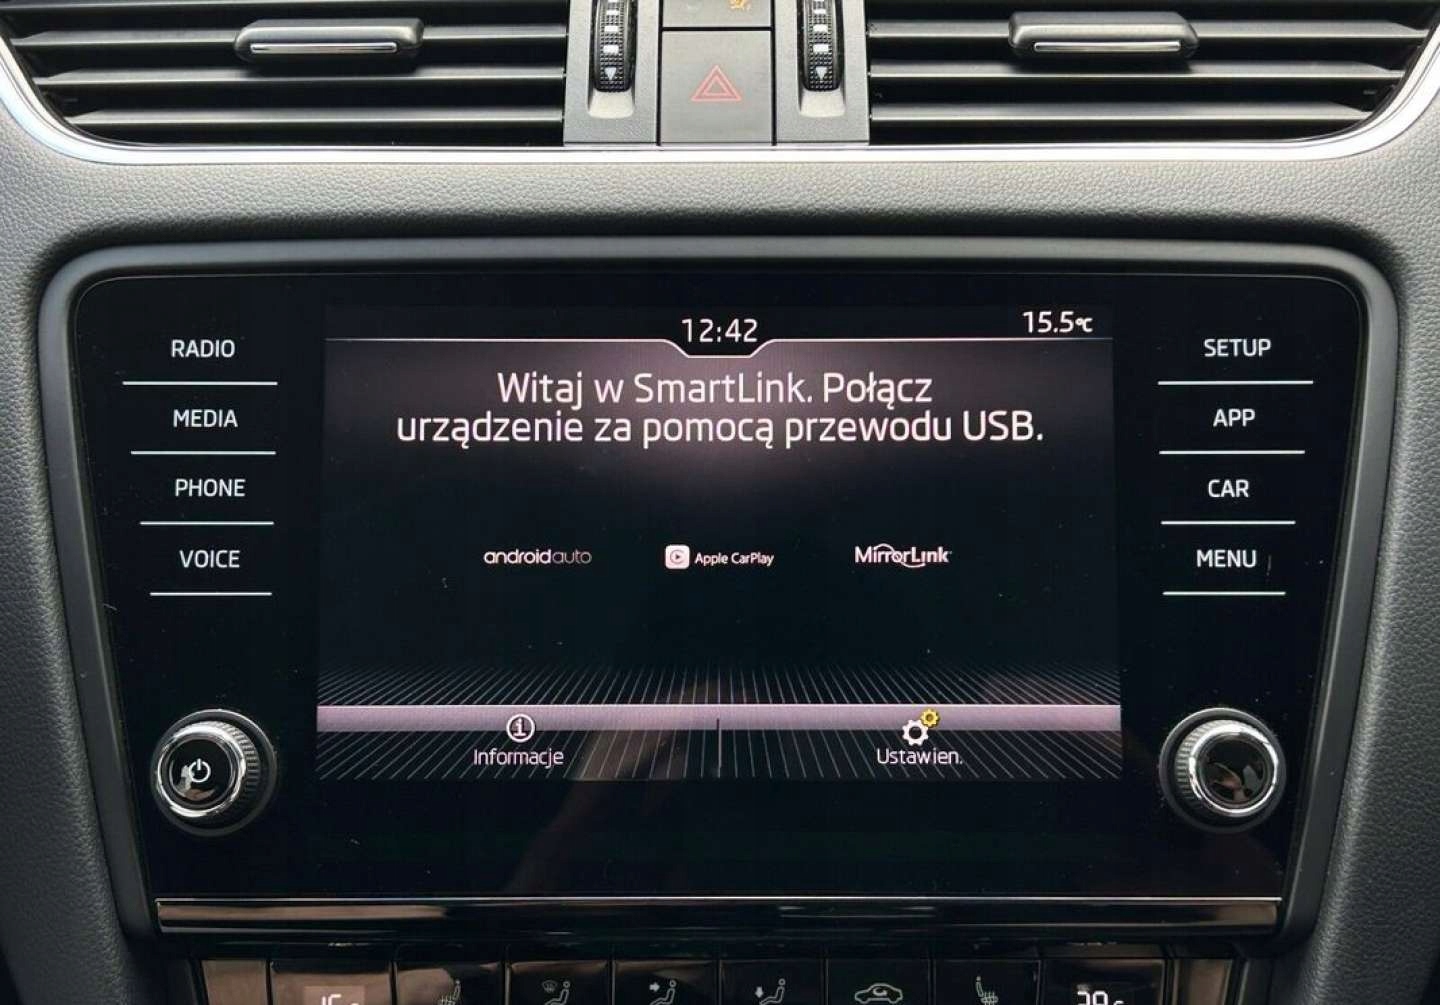 12:42
15.5°C
RADIO
MEDIA
PHONE
VOICE
Witaj w SmartLink. Połącz
urządzenie za pomocą przewodu USB.
androidauto
Apple CarPlay
MirrorLink
Informacje
Ustawien.
SETUP
APP
CAR
MENU